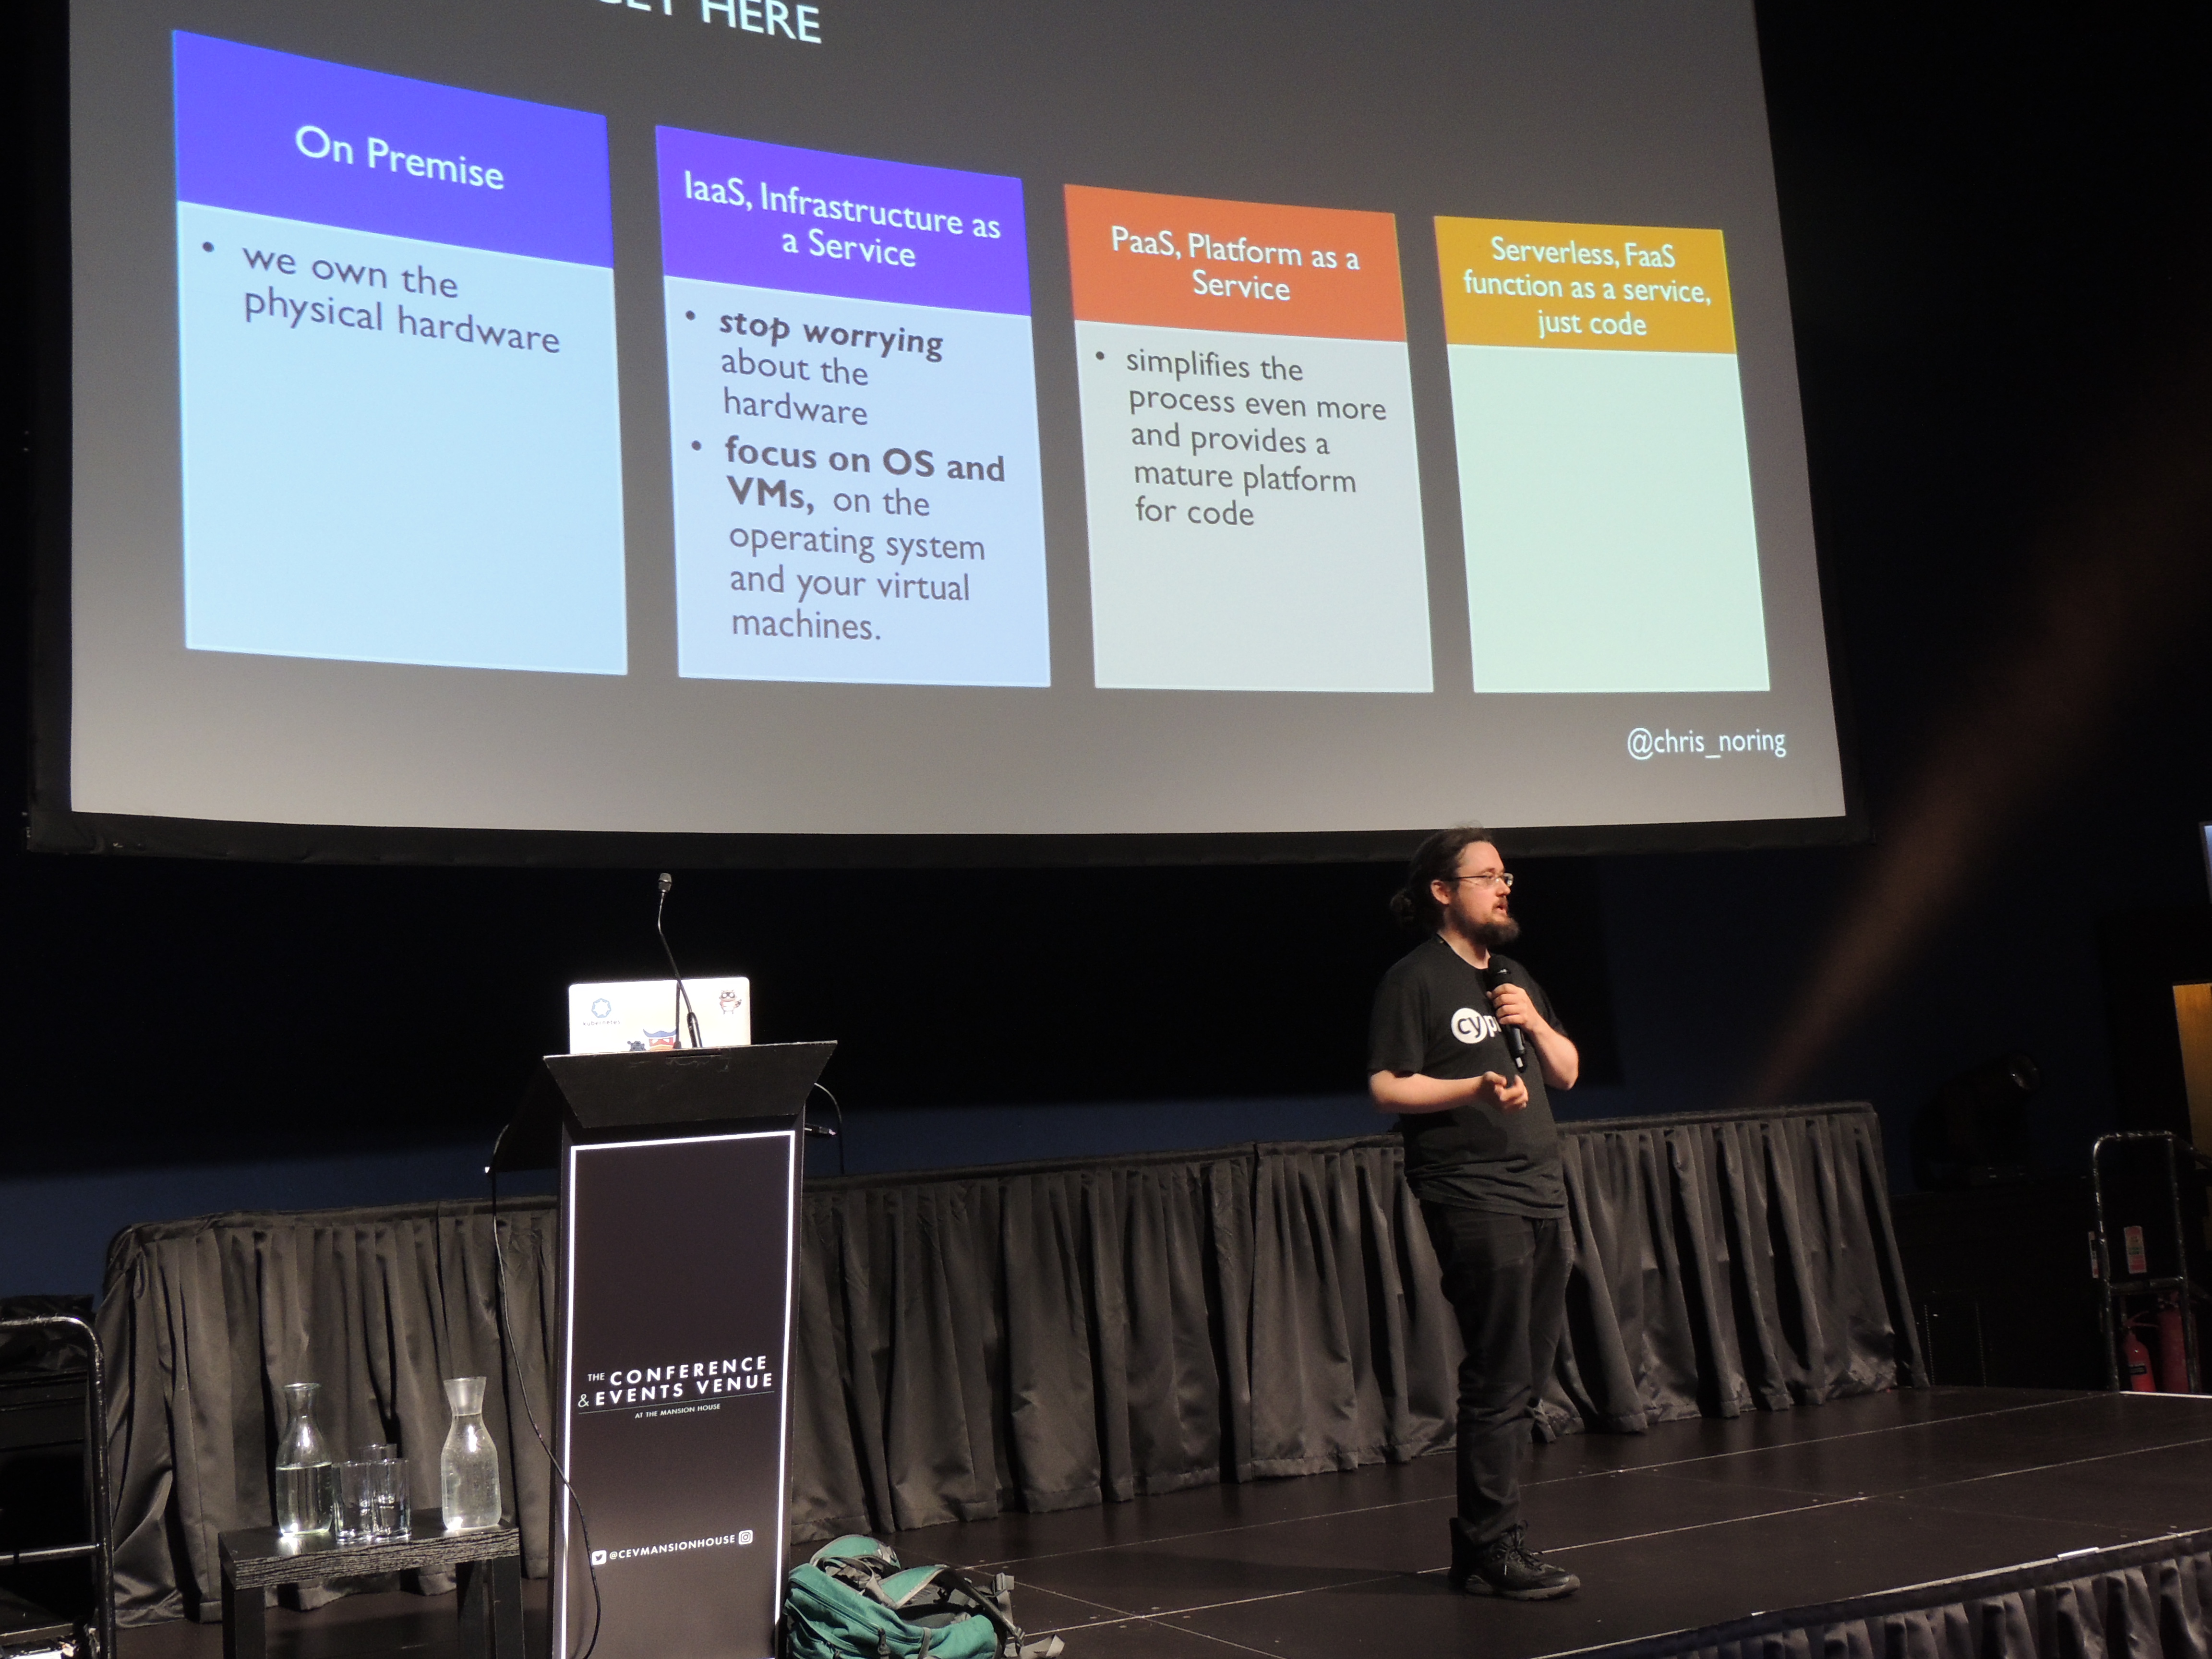 HERE
On Premise
• we own the
physical hardware
IaaS, Infrastructure as
a Service
• stop worrying
about the
hardware
• focus on OS and
VMs, on the
operating system
and your virtual
machines.
PaaS, Platform as a
Service
• simplifies the
process even more
and provides a
mature platform
for code
Serverless, FaaS
function as a service,
just code
@chris_noring
kubernetes
cyp
THE CONFERENCE
& EVENTS VENUE
AT THE MANSION HOUSE
@CEVMANSIONHOUSE